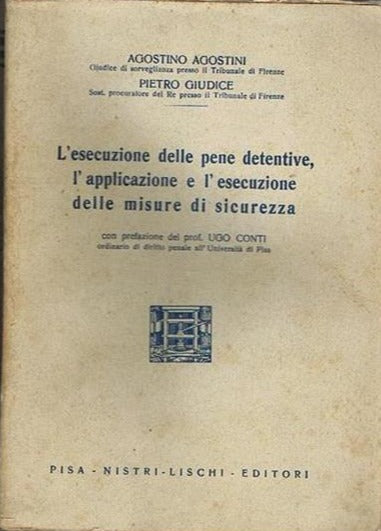 AGOSTINO AGOSTINI
Giudice di sorveglianza presso il Tribunale di Firenze
PIETRO GIUDICE
Sost. procuratore del Re presso il Tribunale di Firenze
L'esecuzione delle pene detentive,
l'applicazione e l'esecuzione
delle misure di sicurezza
con prefazione del prof. UGO CONTI
ordinario di diritto penale all'Università di Pisa
PISA - NISTRI-LISCHI - EDITORI